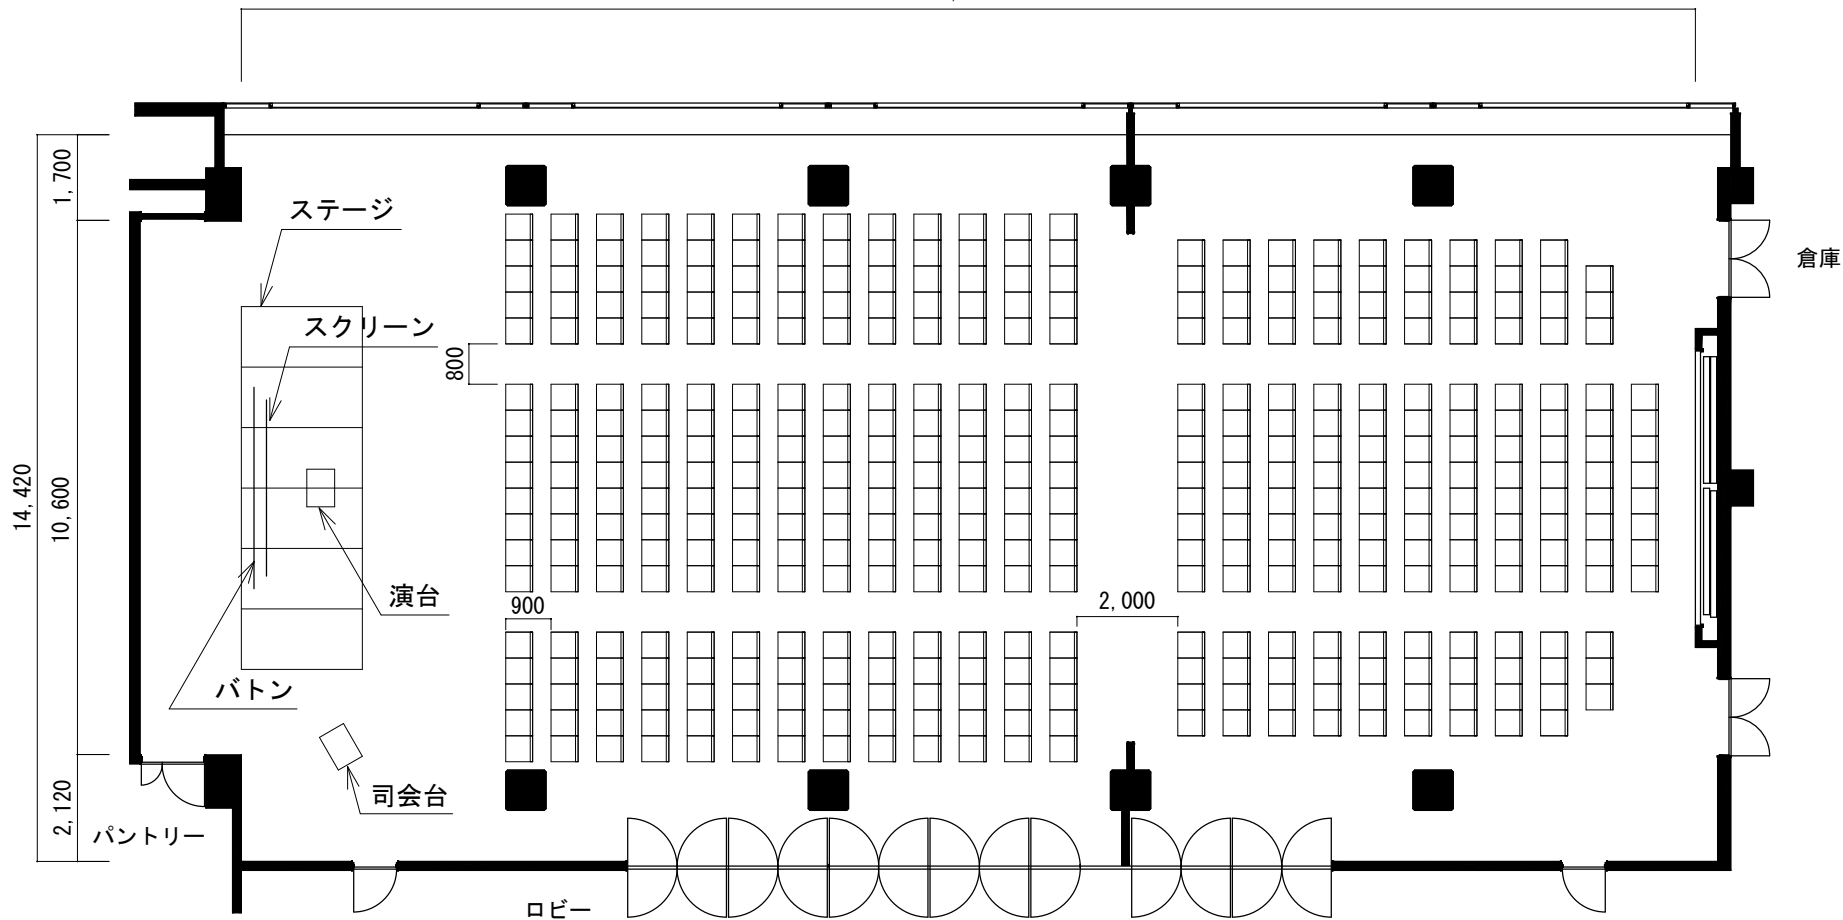 1,700
ステージ
倉庫
スクリーン
800
14,420
10,600
演台
900
2,000
バトン
司会台
2,120
パントリー
ロビー